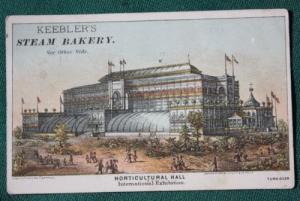 KEEBLER'S
STEAM BAKERY.
See Other Side.
HORTICULTURAL HALL
International Exhibition.
TURN OVER